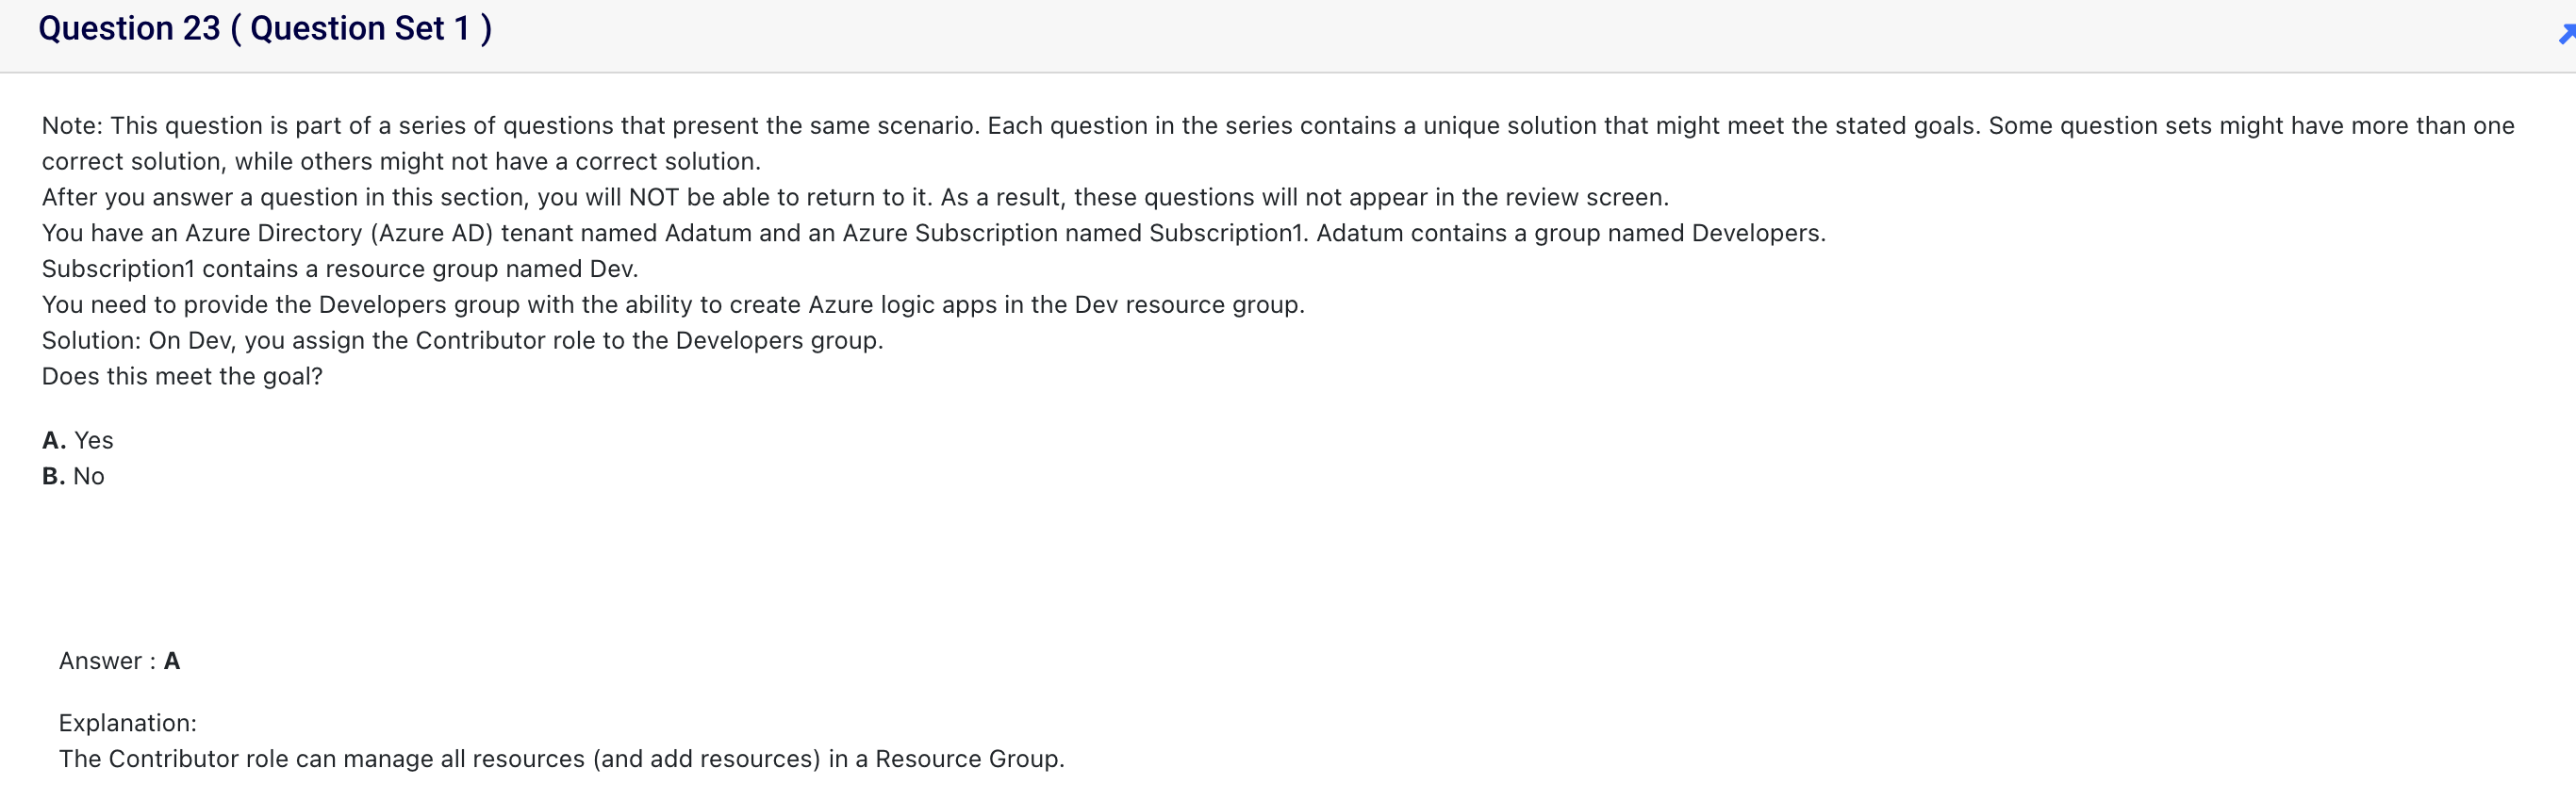 Question 23 ( Question Set 1 )
Note: This question is part of a series of questions that present the same scenario. Each question in the series contains a unique solution that might meet the stated goals. Some question sets might have more than one
correct solution, while others might not have a correct solution.
After you answer a question in this section, you will NOT be able to return to it. As a result, these questions will not appear in the review screen.
You have an Azure Directory (Azure AD) tenant named Adatum and an Azure Subscription named Subscription1. Adatum contains a group named Developers.
Subscription1 contains a resource group named Dev.
You need to provide the Developers group with the ability to create Azure logic apps in the Dev resource group.
Solution: On Dev, you assign the Contributor role to the Developers group.
Does this meet the goal?
A. Yes
B. No
Answer : A
Explanation:
The Contributor role can manage all resources (and add resources) in a Resource Group.